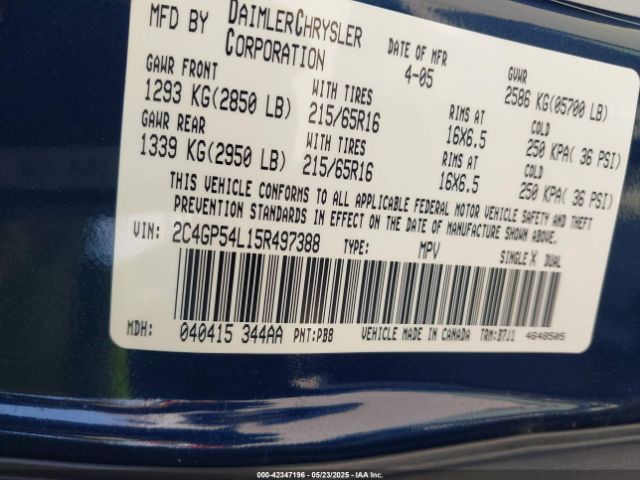 MFD BY DAIMLERCHRYSLER CORPORATION DATE OF MFR 4-05 GVWR 2586 KG(05700 LB)
GAWR FRONT 1293 KG(2850 LB) WITH TIRES 215/65R16 RIMS AT 16X6.5 COLD 250 KPA( 36 PSI)
GAWR REAR 1339 KG(2950 LB) WITH TIRES 215/65R16 RIMS AT 16X6.5 COLD 250 KPA( 36 PSI)
THIS VEHICLE CONFORMS TO ALL APPLICABLE FEDERAL MOTOR VEHICLE SAFETY AND THEFT
PREVENTION STANDARDS IN EFFECT ON THE DATE OF MANUFACTURE SHOWN ABOVE.
VIN: 2C4GP54L15R497388 TYPE: MPV SINGLE X DUAL
MDH: 040415 344AA PNT:PB8 VEHICLE MADE IN CANADA TRM:B7J1 4648505
000-42347196 - 05/23/2025 - IAA Inc.